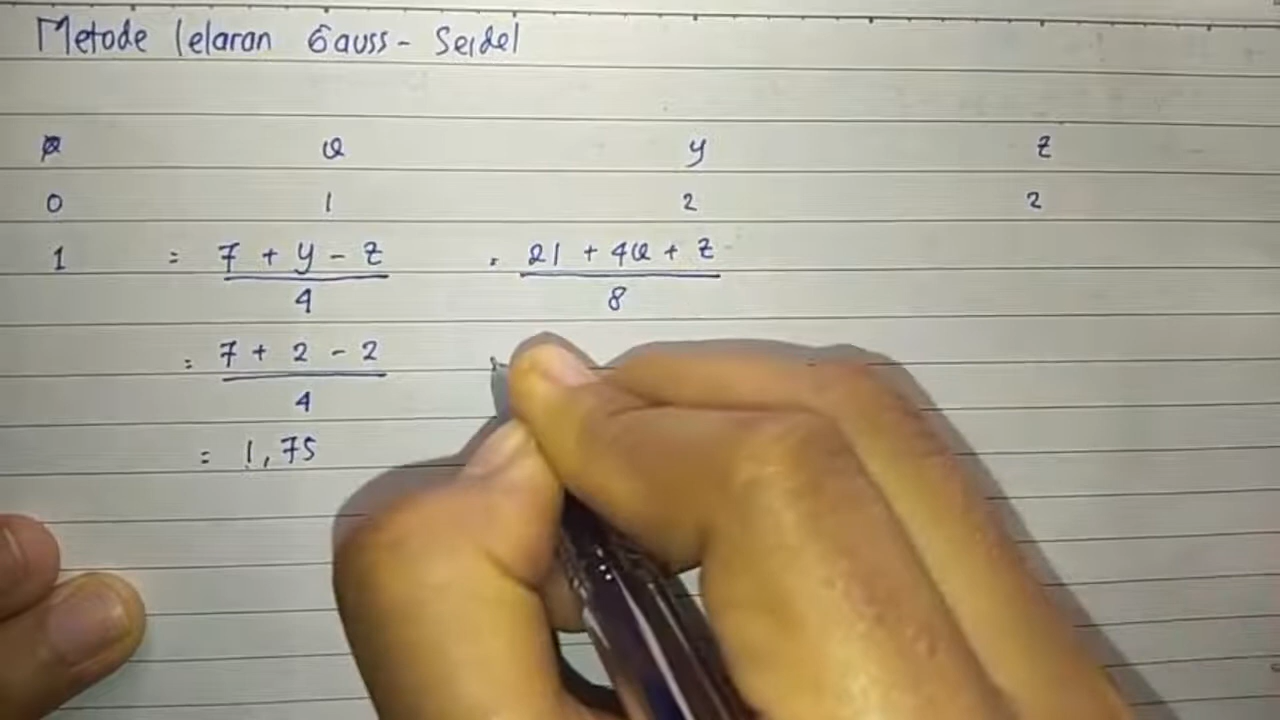 Metode lelaran Gauss - Seidel
x y z
0 1 2 2
1 = 7 + y - z = 21 + 4x + z
4 8
= 7 + 2 - 2
4
= 1,75